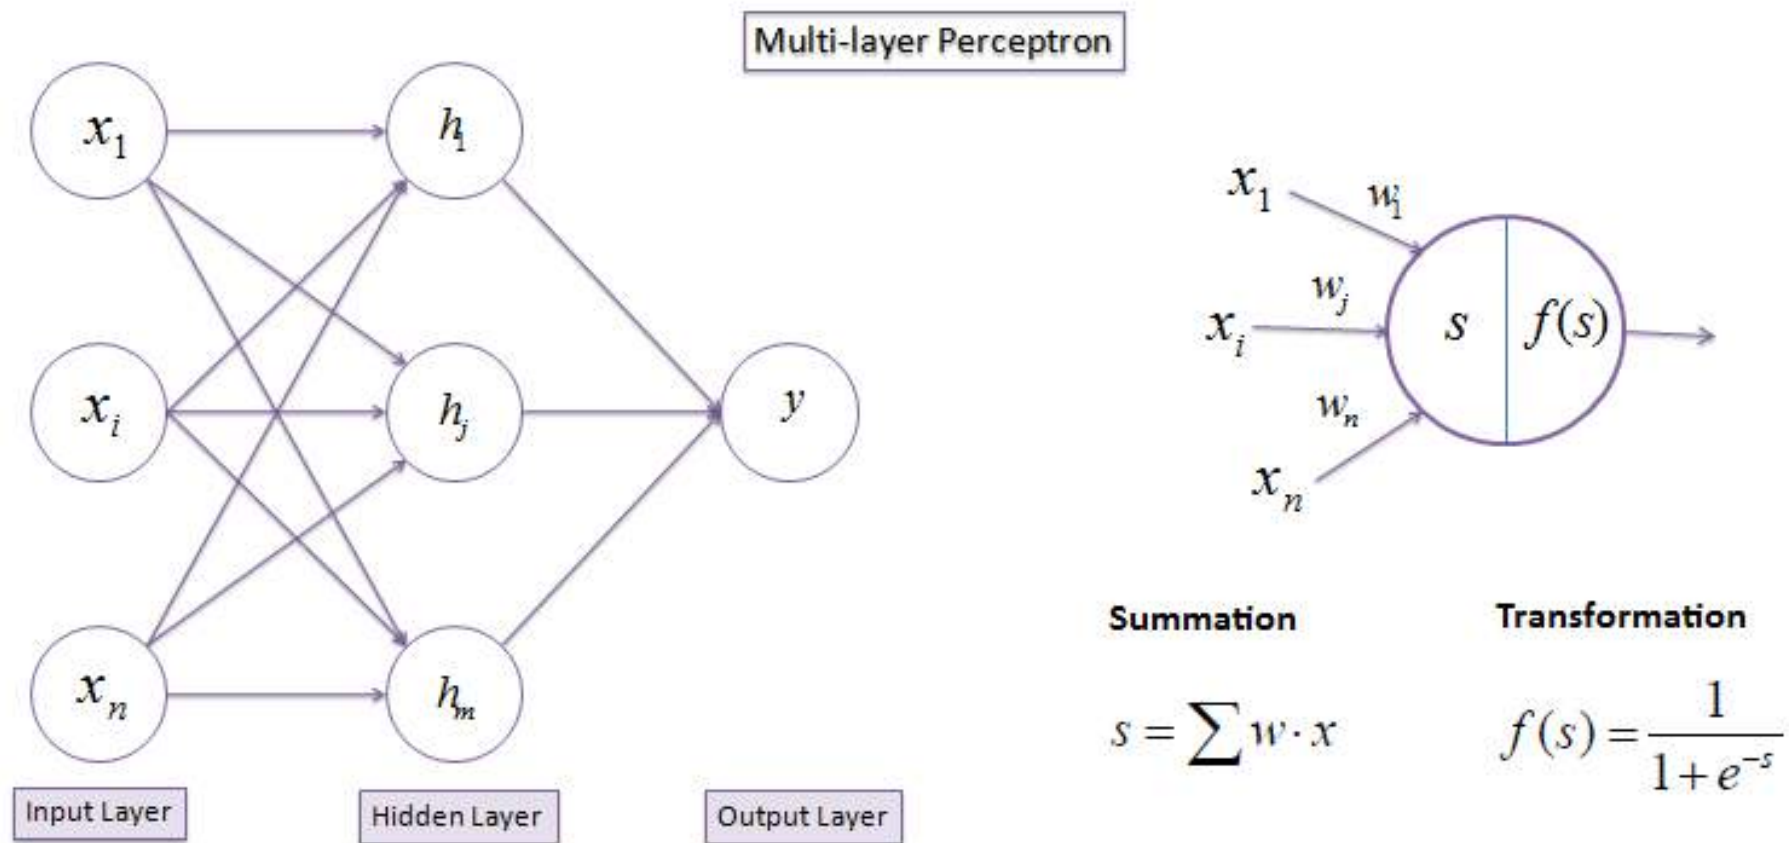 Multi-layer Perceptron
x₁
h₁
xᵢ
hⱼ
y
xₙ
hₘ
Input Layer
Hidden Layer
Output Layer
x₁
w₁
xᵢ
wⱼ
xₙ
wₙ
s
f(s)
Summation
s = ∑ w · x
Transformation
f(s) = 1 / (1 + e⁻ˢ)